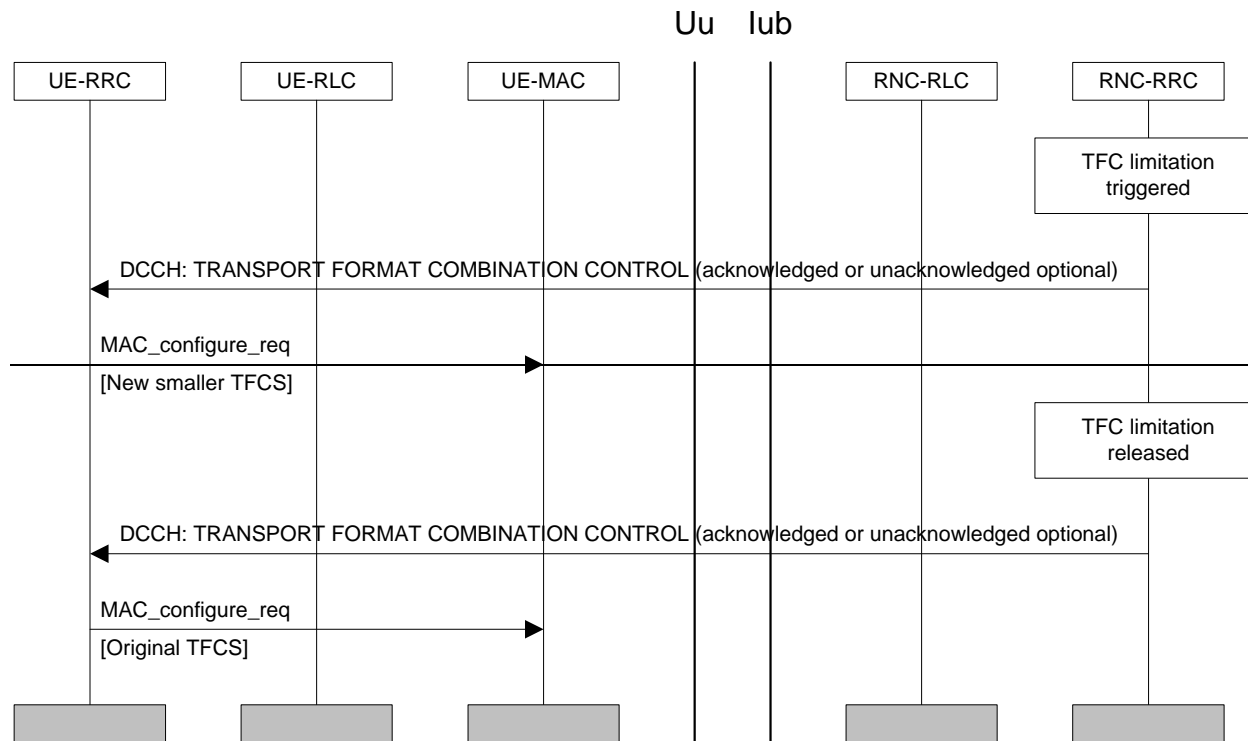 Uu Iub
UE-RRC UE-RLC UE-MAC RNC-RLC RNC-RRC
TFC limitation
triggered
DCCH: TRANSPORT FORMAT COMBINATION CONTROL (acknowledged or unacknowledged optional)
MAC_configure_req
[New smaller TFCS]
TFC limitation
released
DCCH: TRANSPORT FORMAT COMBINATION CONTROL (acknowledged or unacknowledged optional)
MAC_configure_req
[Original TFCS]